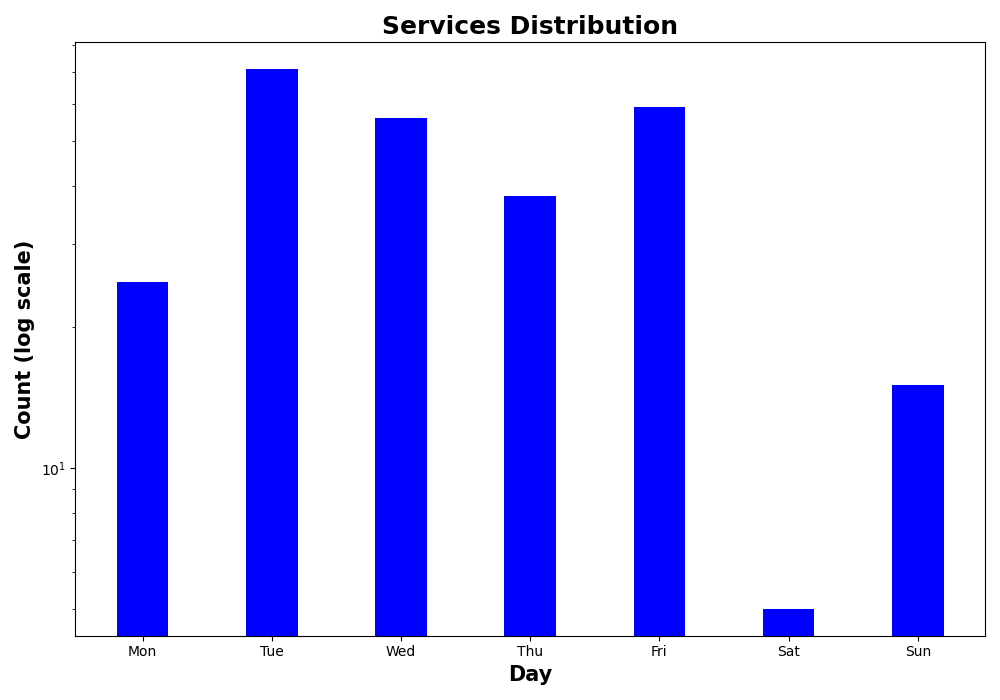 Services Distribution
Count (log scale)
10¹
Mon Tue Wed Thu Fri Sat Sun
Day